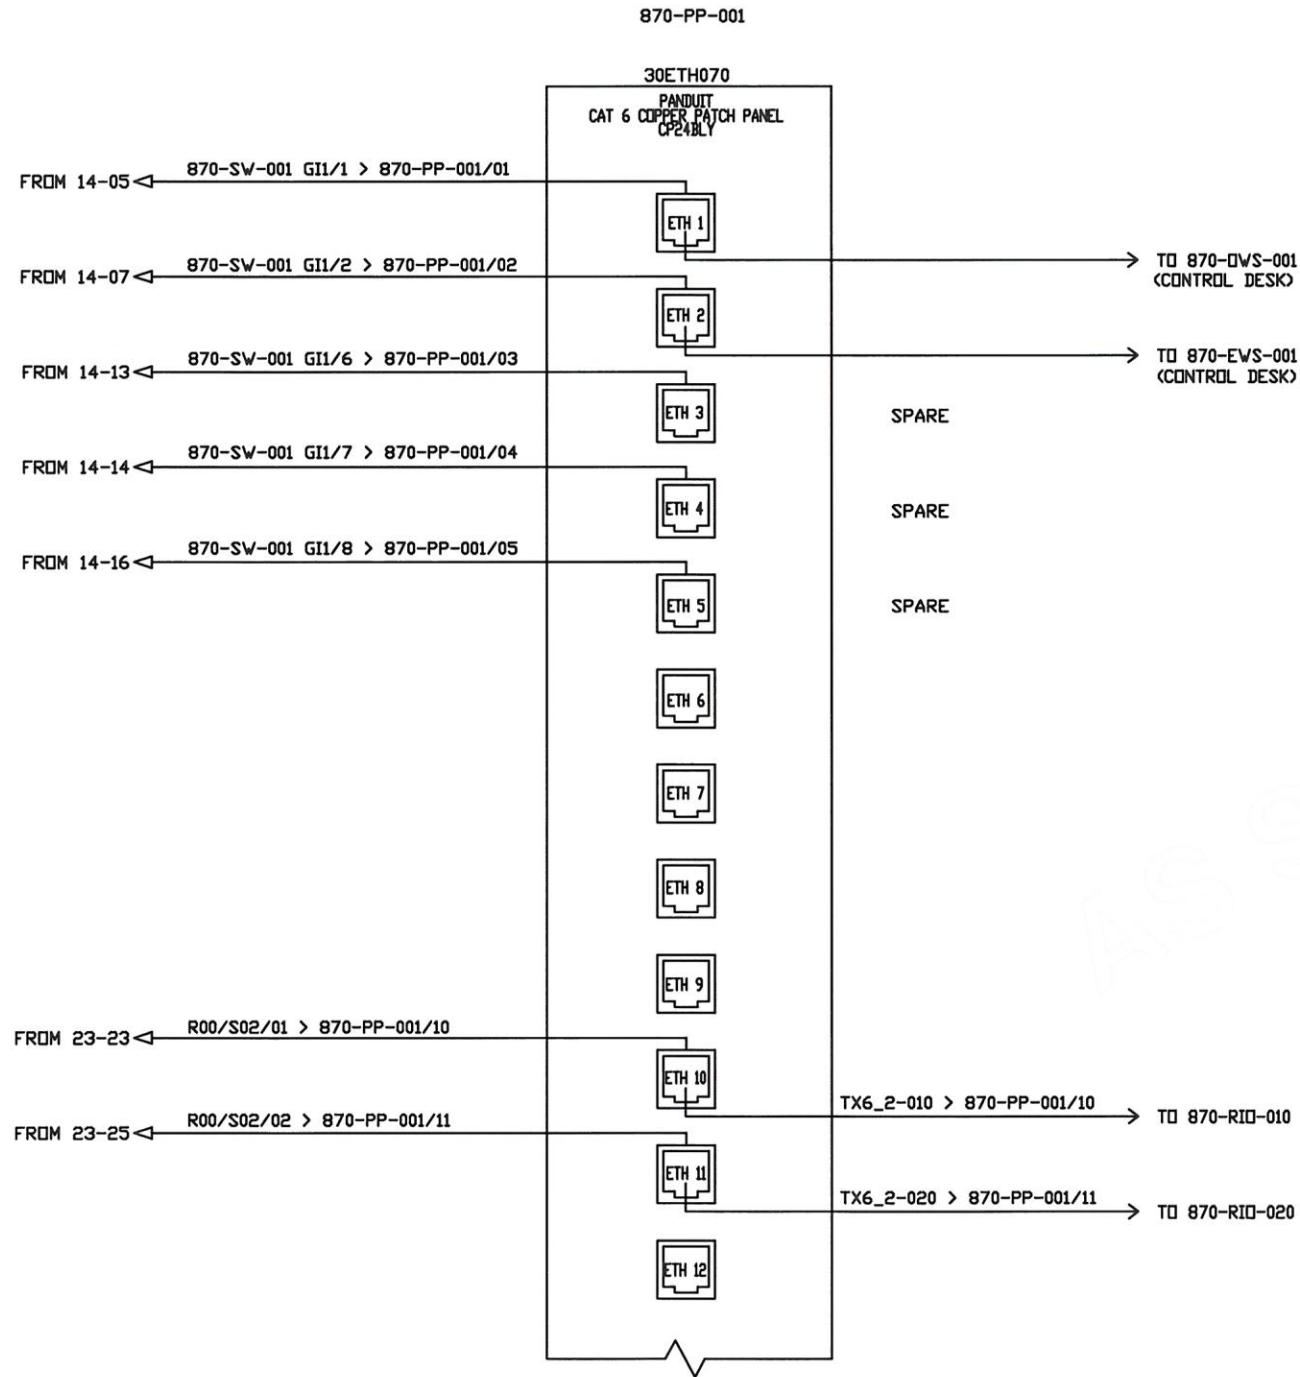 870-PP-001
30ETH070
PANDUIT
CAT 6 COPPER PATCH PANEL
CP24BLY
870-SW-001 GI1/1 > 870-PP-001/01
FROM 14-05
ETH 1
TO 870-OWS-001
(CONTROL DESK)
870-SW-001 GI1/2 > 870-PP-001/02
FROM 14-07
ETH 2
TO 870-EWS-001
(CONTROL DESK)
870-SW-001 GI1/6 > 870-PP-001/03
FROM 14-13
ETH 3
SPARE
870-SW-001 GI1/7 > 870-PP-001/04
FROM 14-14
ETH 4
SPARE
870-SW-001 GI1/8 > 870-PP-001/05
FROM 14-16
ETH 5
SPARE
ETH 6
ETH 7
ETH 8
ETH 9
R00/S02/01 > 870-PP-001/10
FROM 23-23
ETH 10
TX6_2-010 > 870-PP-001/10
TO 870-RIO-010
R00/S02/02 > 870-PP-001/11
FROM 23-25
ETH 11
TX6_2-020 > 870-PP-001/11
TO 870-RIO-020
ETH 12
AS S